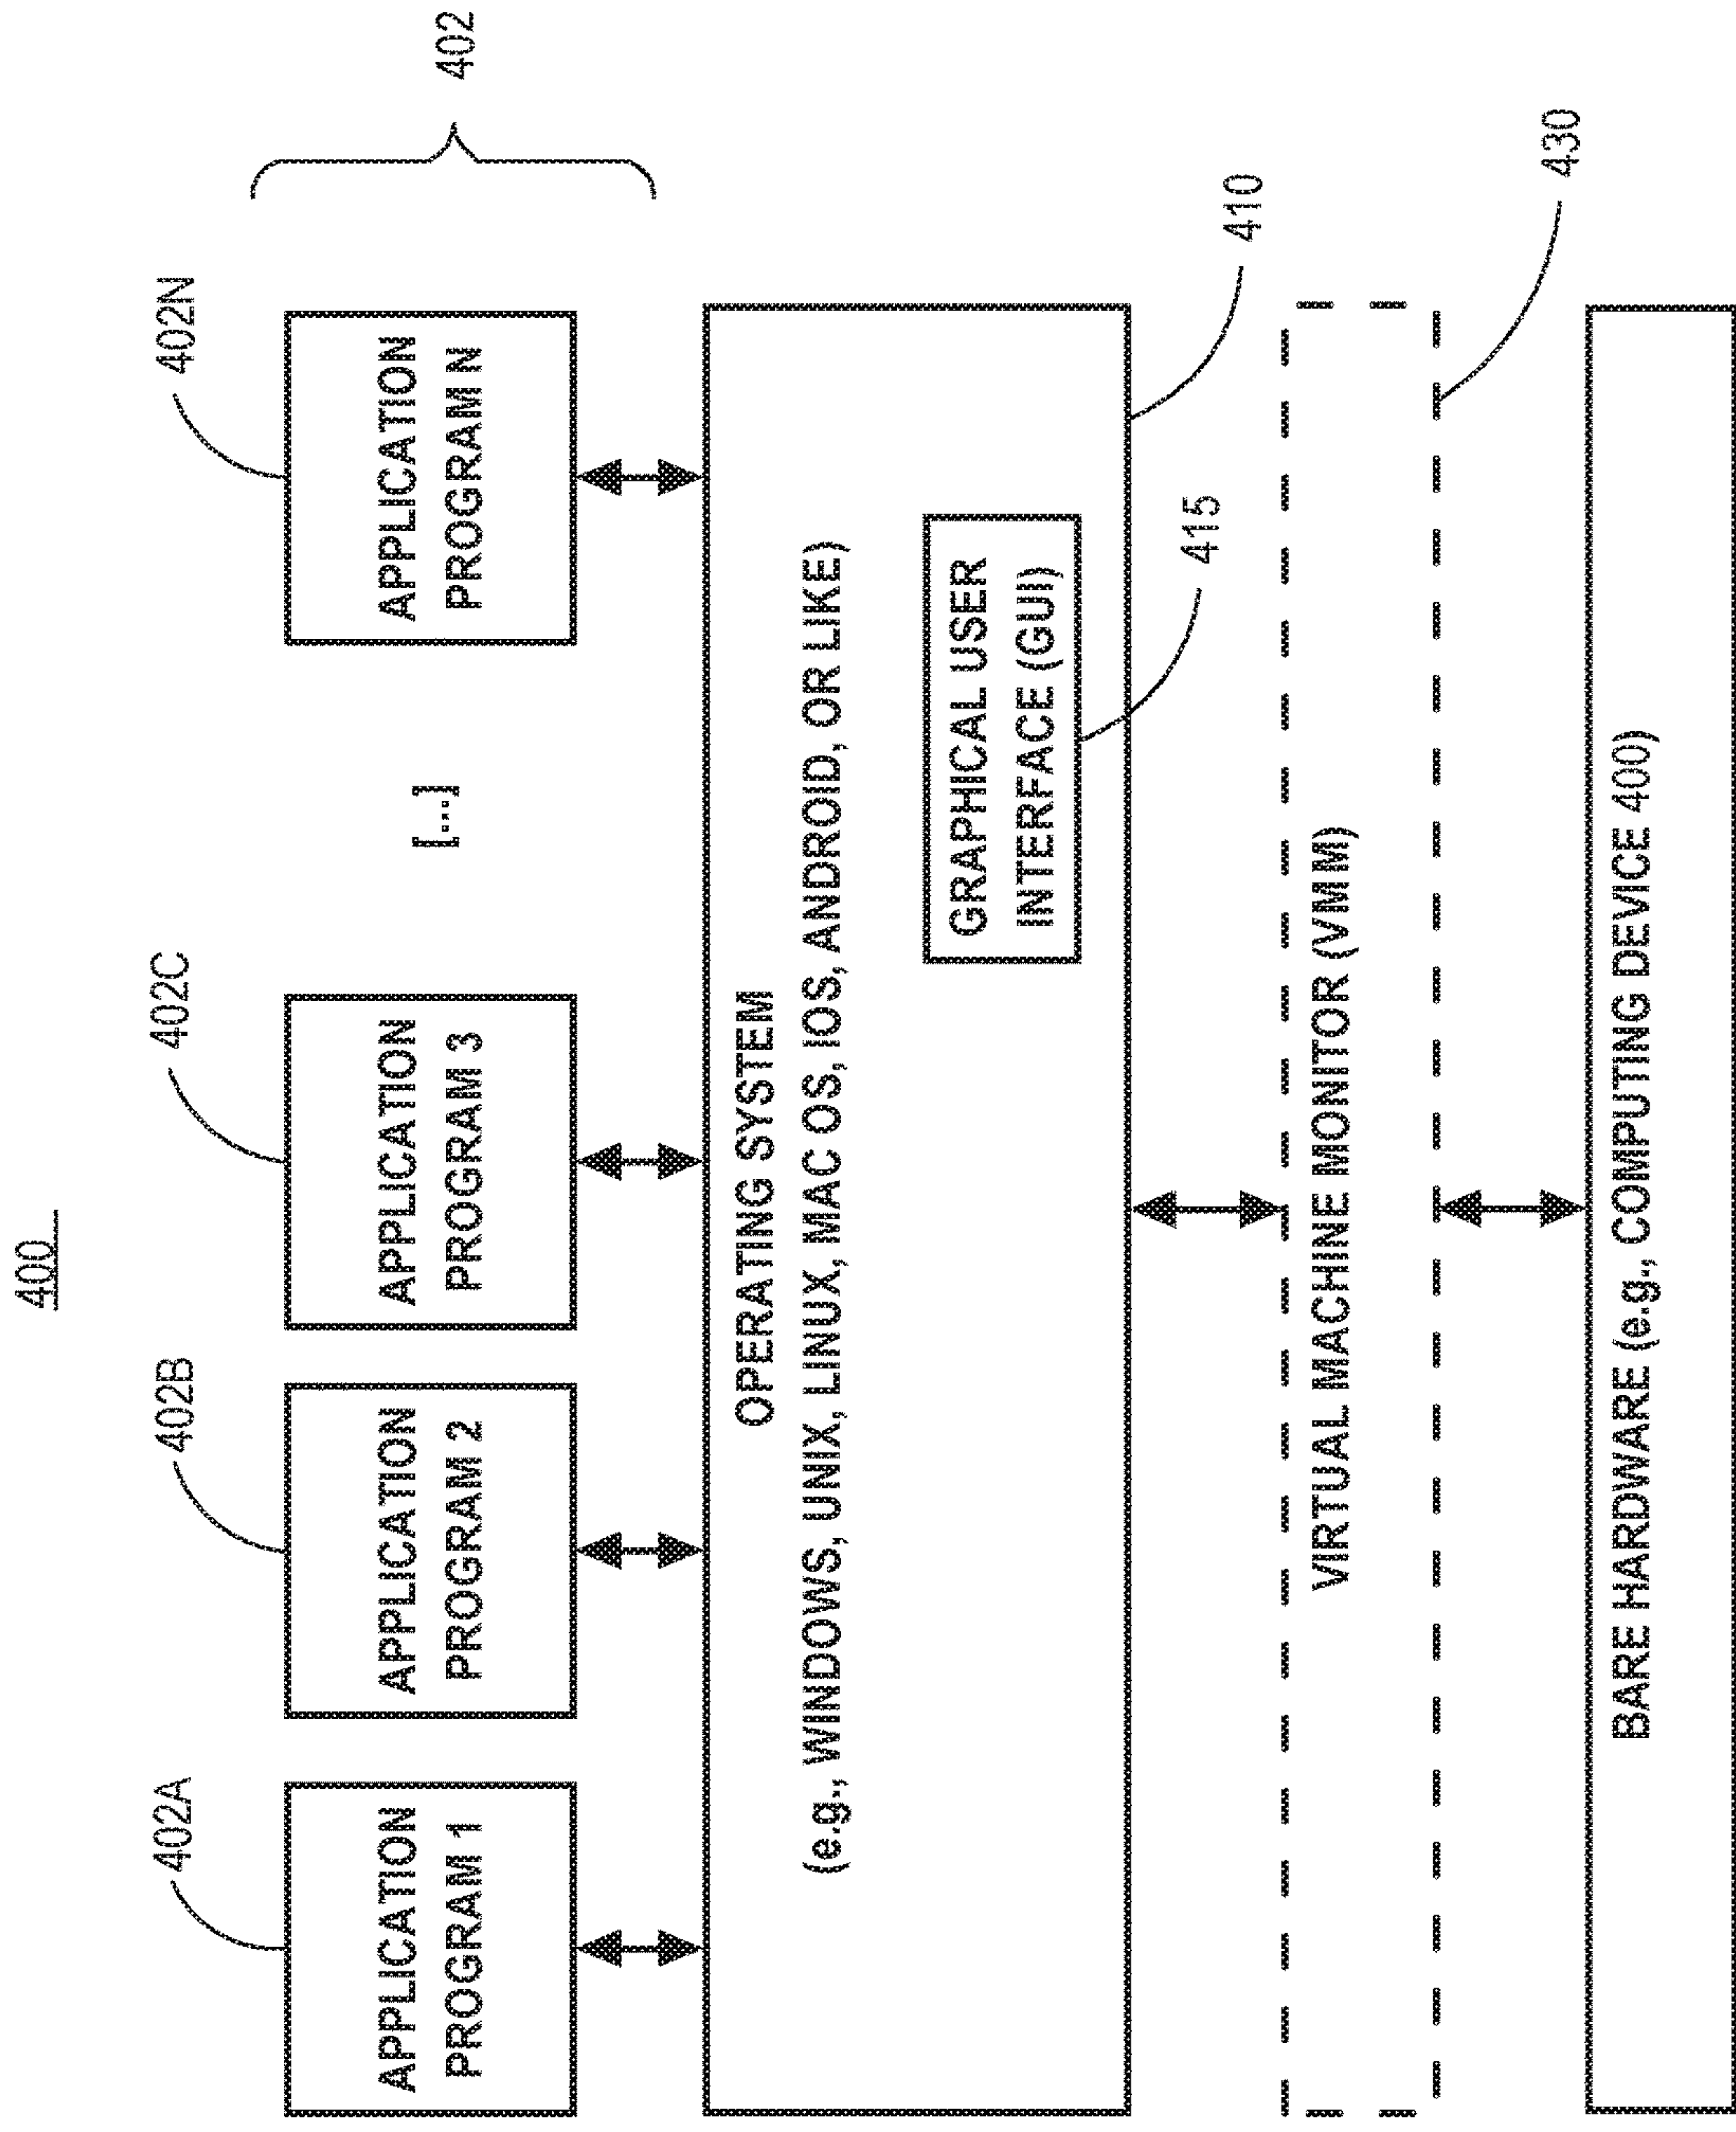 400
402A
402B
402C
402N
402
APPLICATION
PROGRAM 1
APPLICATION
PROGRAM 2
APPLICATION
PROGRAM 3
[...]
APPLICATION
PROGRAM N
OPERATING SYSTEM
(e.g., WINDOWS, UNIX, LINUX, MAC OS, IOS, ANDROID, OR LIKE)
GRAPHICAL USER
INTERFACE (GUI)
415
410
VIRTUAL MACHINE MONITOR (VMM)
430
BARE HARDWARE (e.g., COMPUTING DEVICE 400)